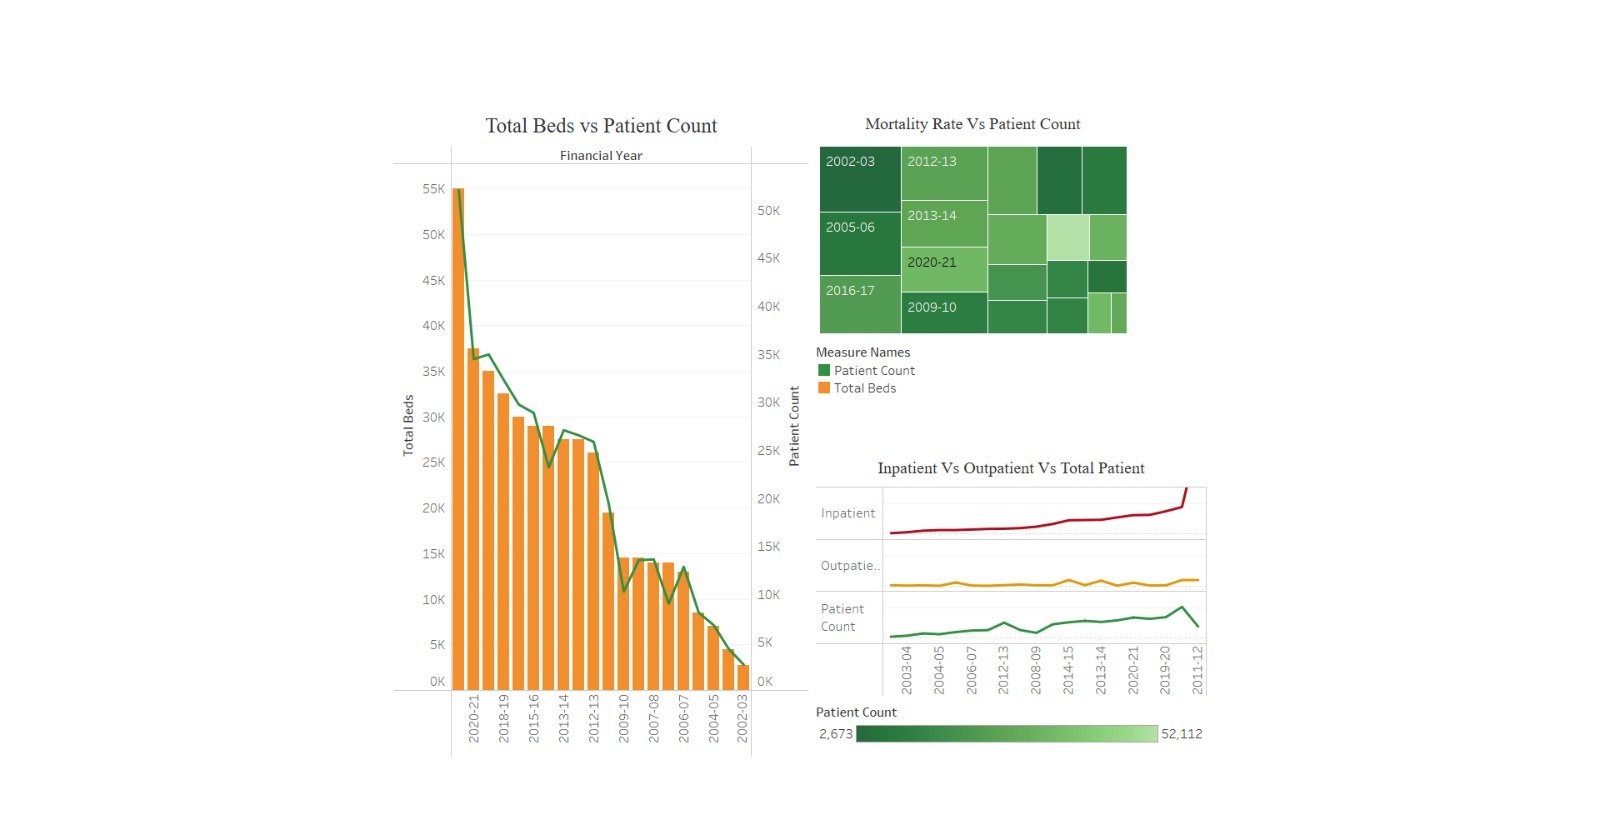 Total Beds vs Patient Count
Financial Year
Total Beds
55K
50K
45K
40K
35K
30K
25K
20K
15K
10K
5K
0K
Patient Count
50K
45K
40K
35K
30K
25K
20K
15K
10K
5K
0K
2020-21
2018-19
2015-16
2013-14
2012-13
2009-10
2007-08
2006-07
2004-05
2002-03
Mortality Rate Vs Patient Count
2002-03
2005-06
2016-17
2012-13
2013-14
2020-21
2009-10
Measure Names
Patient Count
Total Beds
Inpatient Vs Outpatient Vs Total Patient
Inpatient
Outpatie..
Patient
Count
2003-04
2004-05
2006-07
2012-13
2008-09
2014-15
2013-14
2020-21
2019-20
2011-12
Patient Count
2,673
52,112